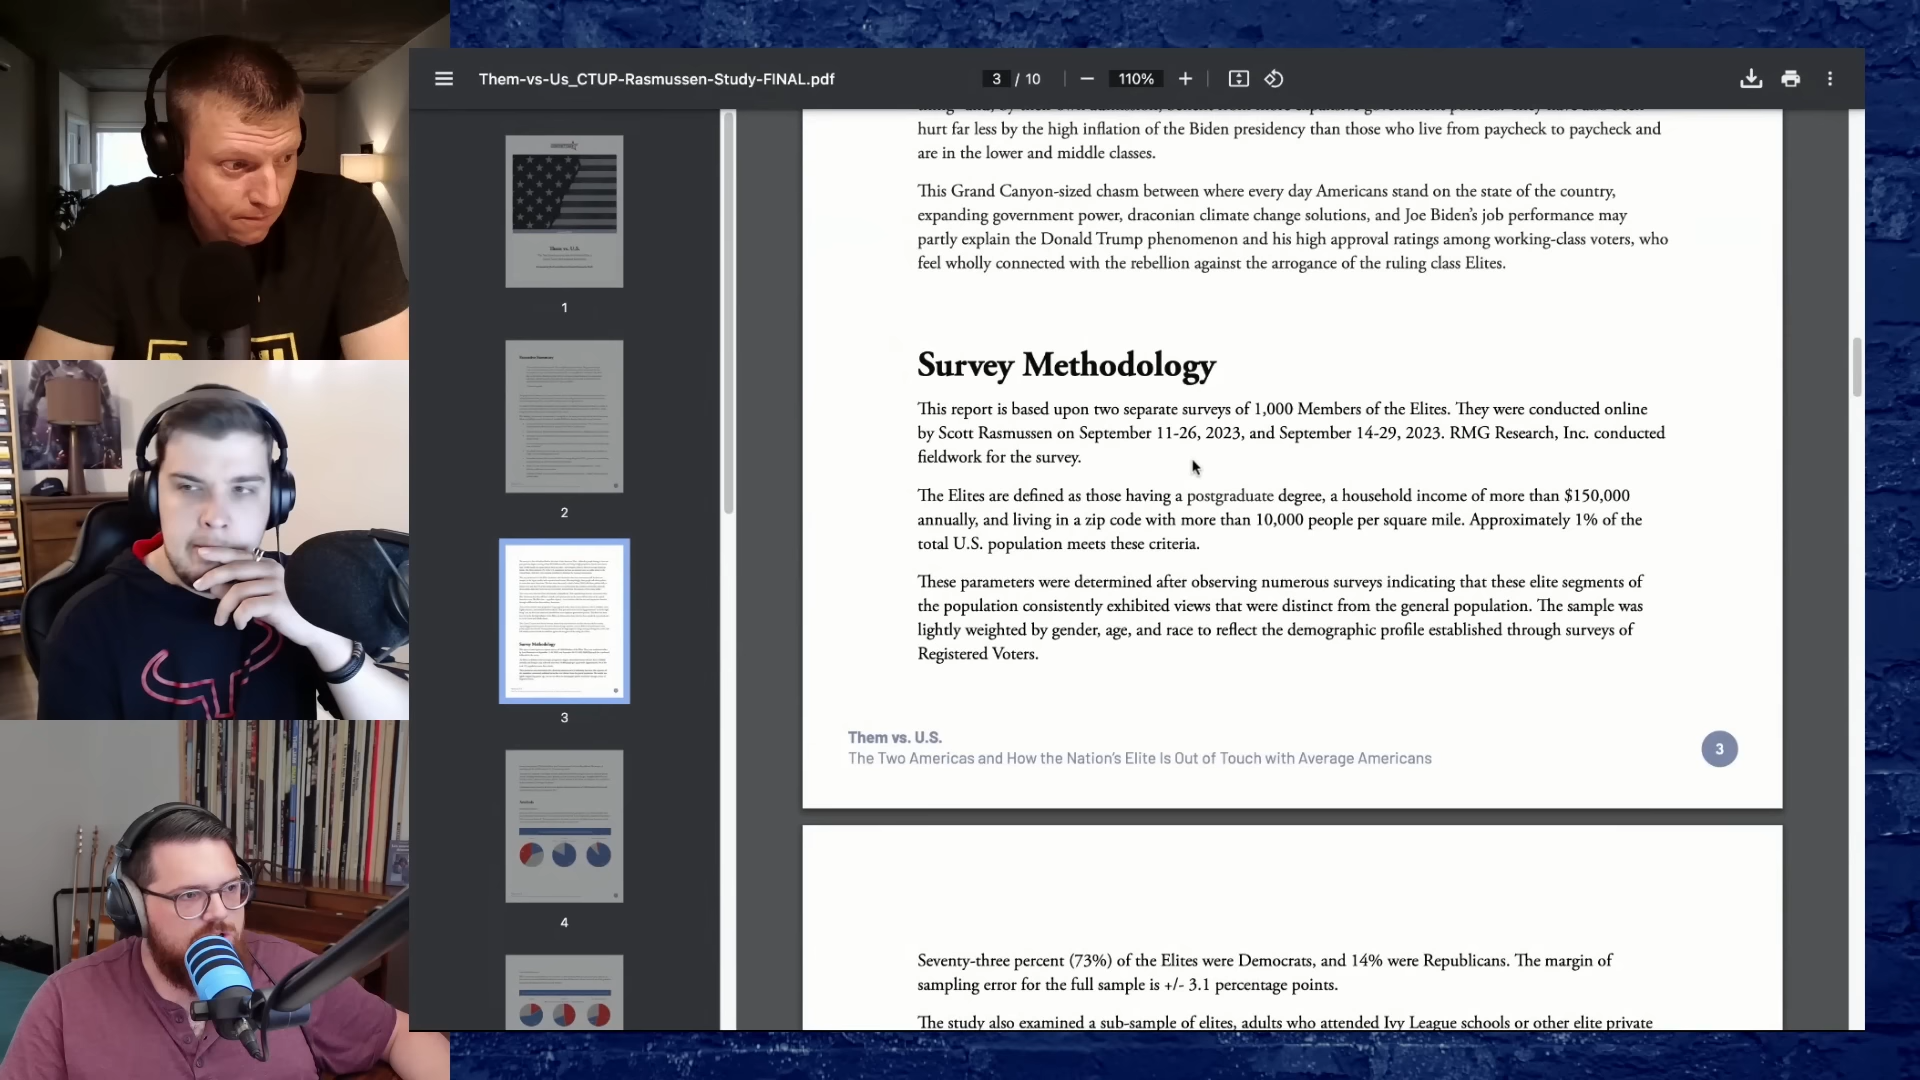 Them-vs-Us_CTUP-Rasmussen-Study-FINAL.pdf
3 / 10
110%
1
2
3
4
hurt far less by the high inflation of the Biden presidency than those who live from paycheck to paycheck and
are in the lower and middle classes.
This Grand Canyon-sized chasm between where every day Americans stand on the state of the country,
expanding government power, draconian climate change solutions, and Joe Biden's job performance may
partly explain the Donald Trump phenomenon and his high approval ratings among working-class voters, who
feel wholly connected with the rebellion against the arrogance of the ruling class Elites.
Survey Methodology
This report is based upon two separate surveys of 1,000 Members of the Elites. They were conducted online
by Scott Rasmussen on September 11-26, 2023, and September 14-29, 2023. RMG Research, Inc. conducted
fieldwork for the survey.
The Elites are defined as those having a postgraduate degree, a household income of more than $150,000
annually, and living in a zip code with more than 10,000 people per square mile. Approximately 1% of the
total U.S. population meets these criteria.
These parameters were determined after observing numerous surveys indicating that these elite segments of
the population consistently exhibited views that were distinct from the general population. The sample was
lightly weighted by gender, age, and race to reflect the demographic profile established through surveys of
Registered Voters.
Them vs. U.S.
The Two Americas and How the Nation's Elite Is Out of Touch with Average Americans
3
Seventy-three percent (73%) of the Elites were Democrats, and 14% were Republicans. The margin of
sampling error for the full sample is +/- 3.1 percentage points.
The study also examined a sub-sample of elites, adults who attended Ivy League schools or other elite private